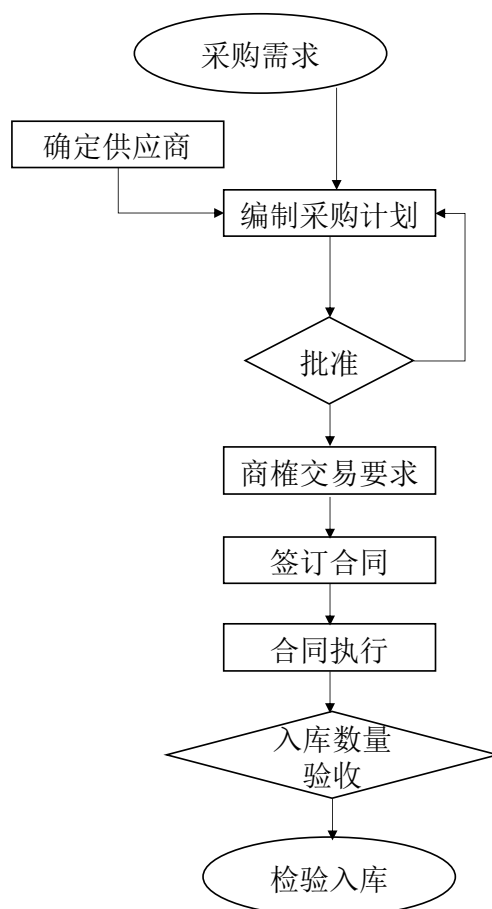 采购需求
确定供应商
编制采购计划
批准
商榷交易要求
签订合同
合同执行
入库数量
验收
检验入库